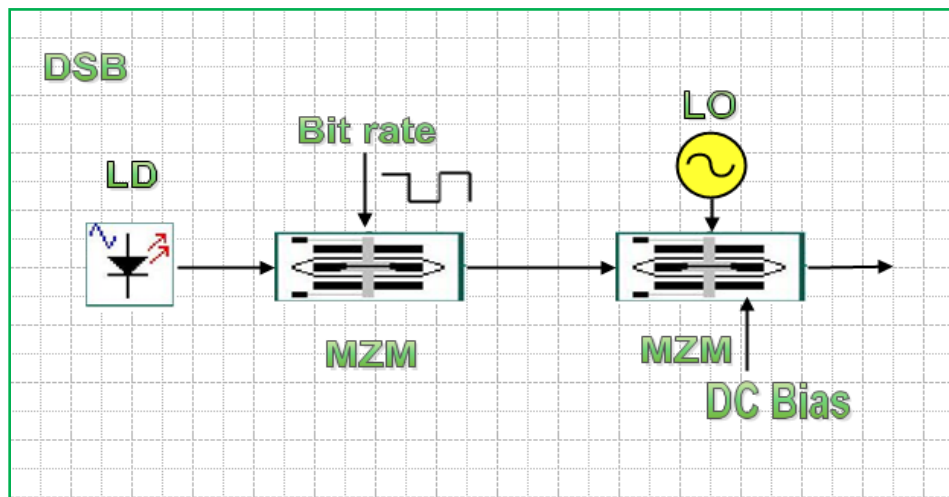 DSB
LO
Bit rate
LD
MZM
MZM
DC Bias